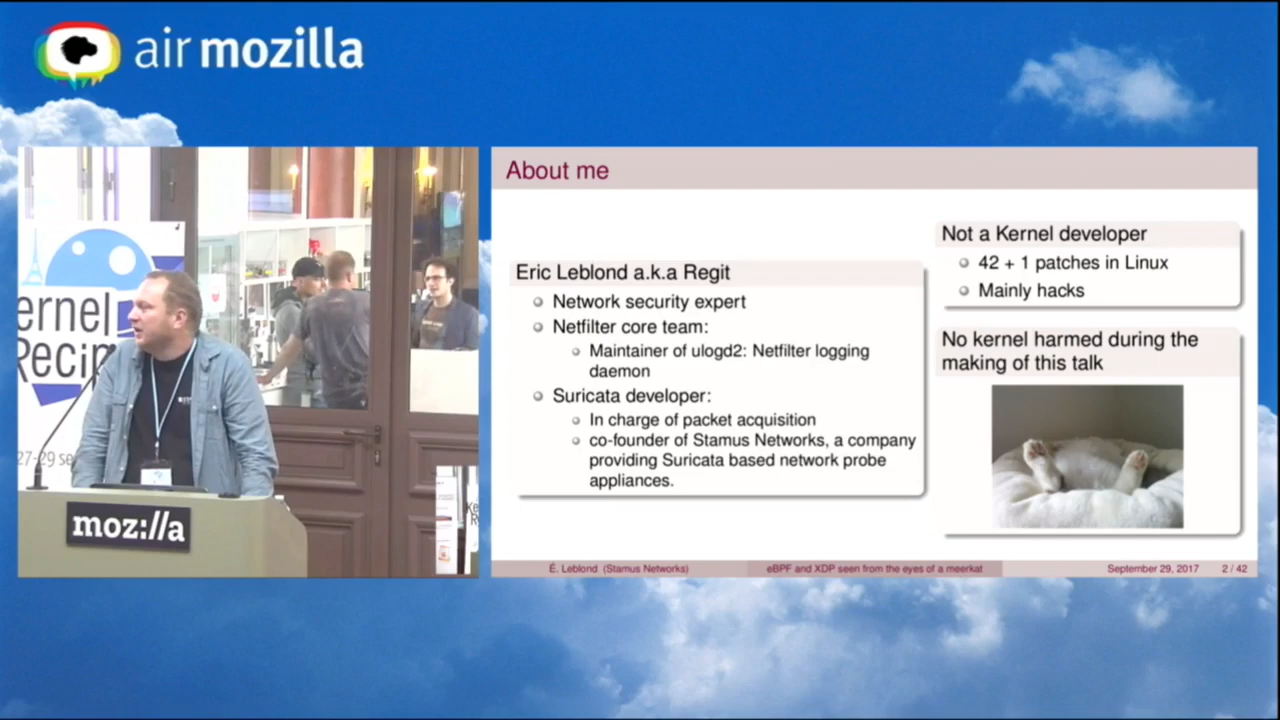 air mozilla
ernel
Recip
27-29 se
moz://a
About me
Eric Leblond a.k.a Regit
Network security expert
Netfilter core team:
Maintainer of ulogd2: Netfilter logging
daemon
Suricata developer:
In charge of packet acquisition
co-founder of Stamus Networks, a company
providing Suricata based network probe
appliances.
Not a Kernel developer
42 + 1 patches in Linux
Mainly hacks
No kernel harmed during the
making of this talk
É. Leblond (Stamus Networks)
eBPF and XDP seen from the eyes of a meerkat
September 29, 2017
2 / 42